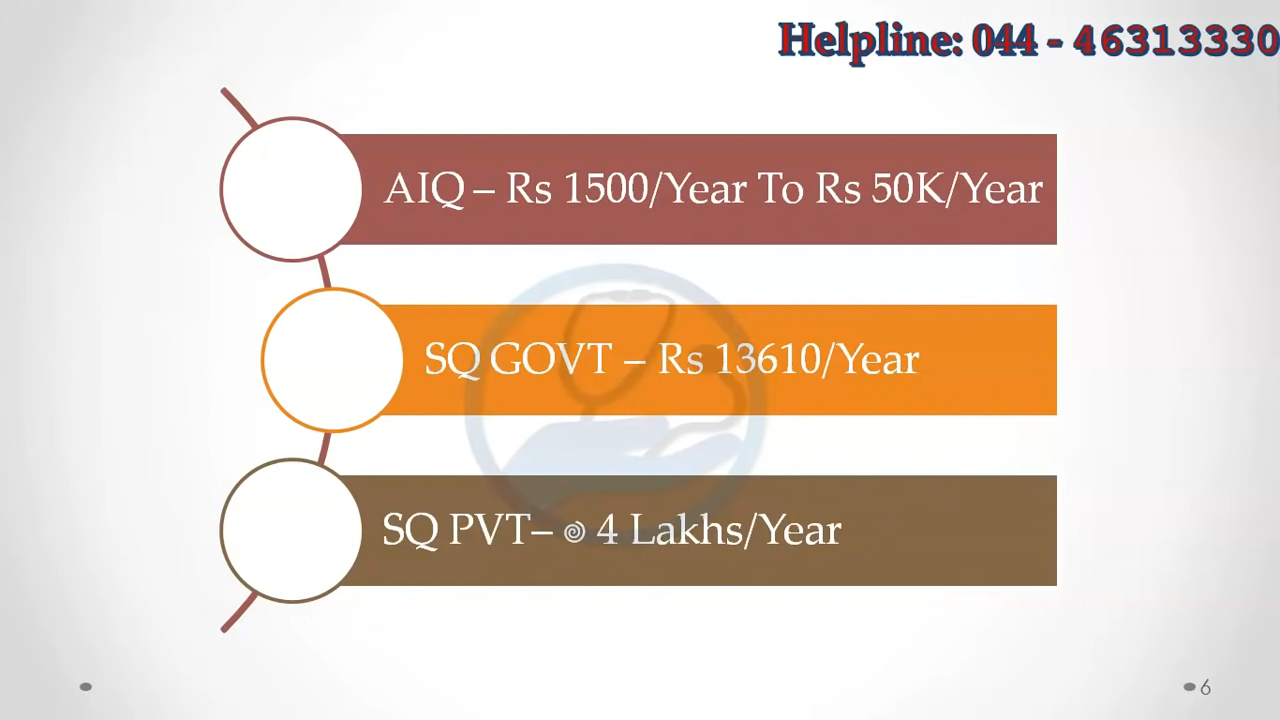 Helpline: 044 - 46313330
AIQ – Rs 1500/Year To Rs 50K/Year
SQ GOVT – Rs 13610/Year
SQ PVT– ๏ 4 Lakhs/Year
6